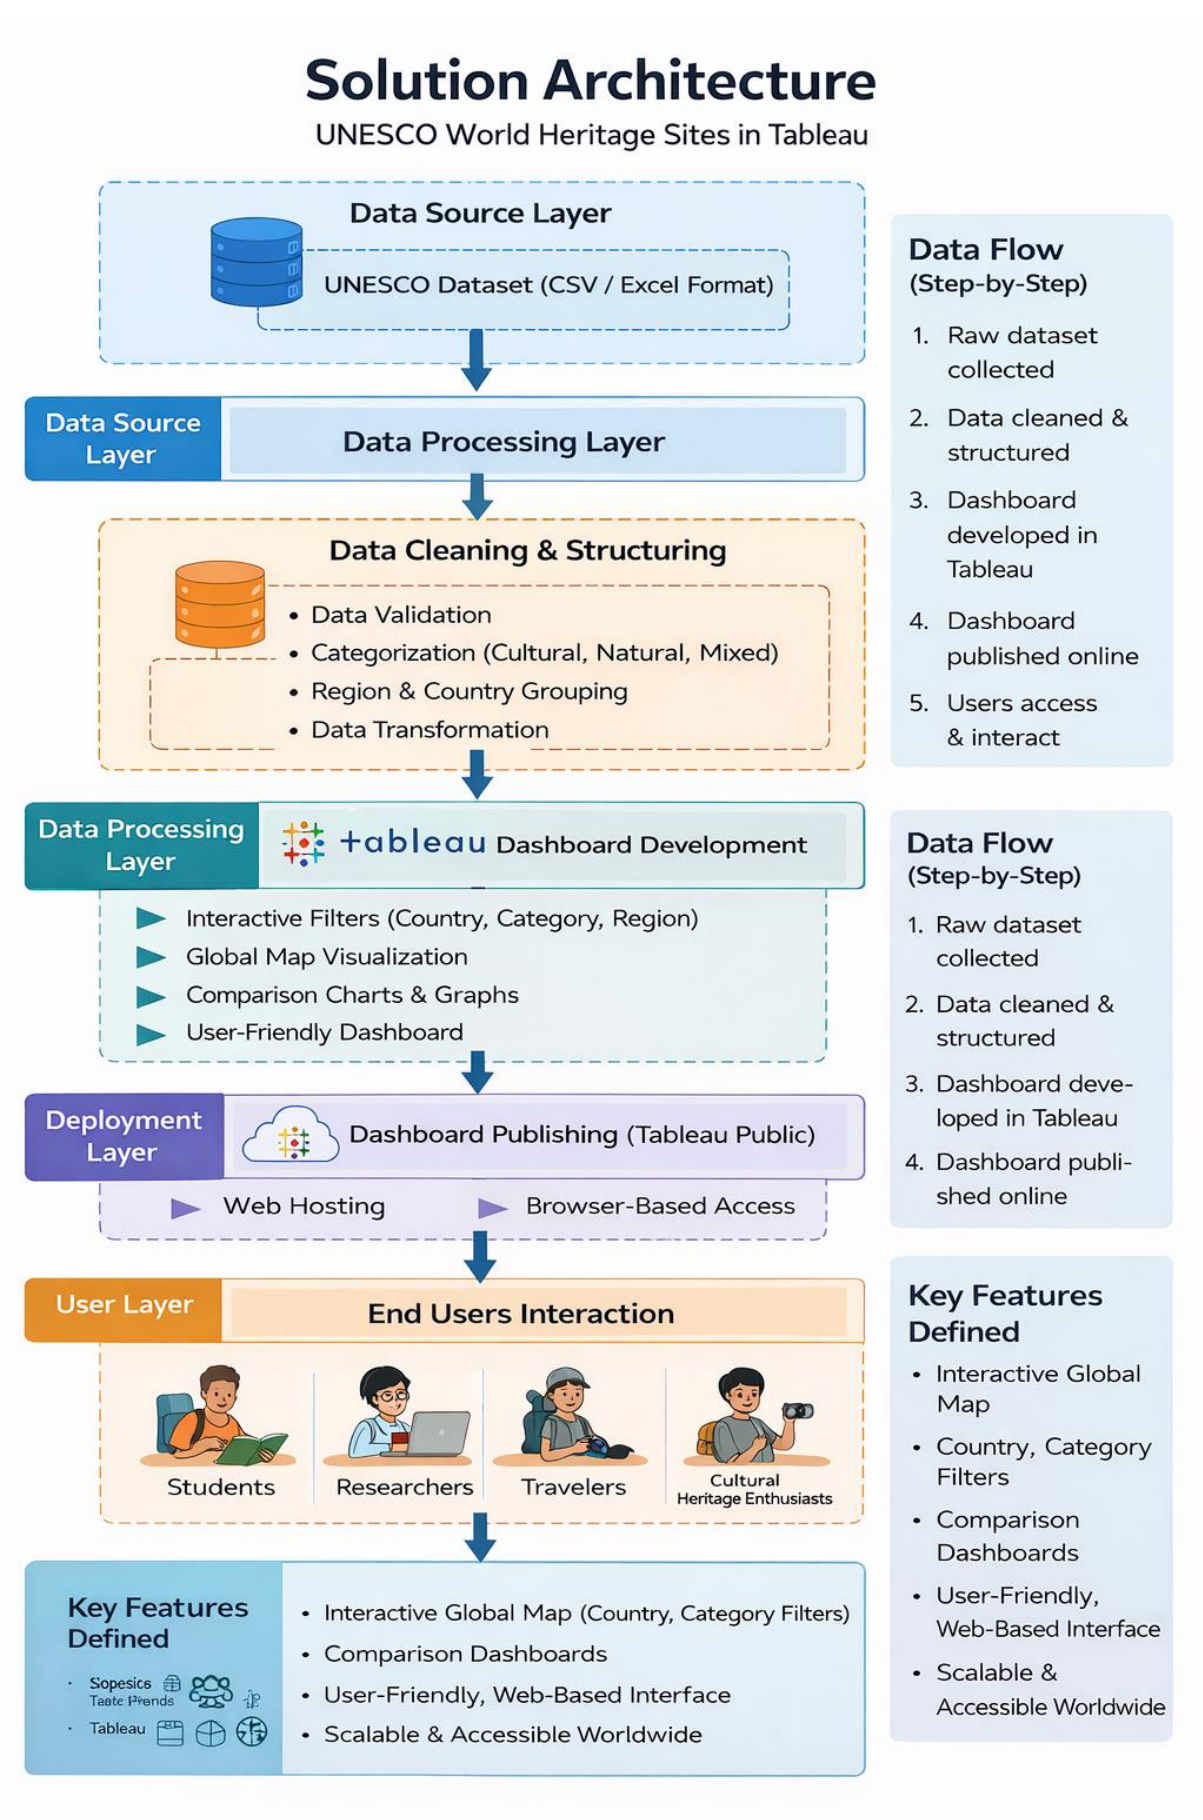 Solution Architecture
UNESCO World Heritage Sites in Tableau
Data Source Layer
UNESCO Dataset (CSV / Excel Format)
Data Source
Layer
Data Processing Layer
Data Cleaning & Structuring
• Data Validation
• Categorization (Cultural, Natural, Mixed)
• Region & Country Grouping
• Data Transformation
Data Processing
Layer
+ableau Dashboard Development
Interactive Filters (Country, Category, Region)
Global Map Visualization
Comparison Charts & Graphs
User-Friendly Dashboard
Deployment
Layer
Dashboard Publishing (Tableau Public)
Web Hosting
Browser-Based Access
User Layer
End Users Interaction
Students
Researchers
Travelers
Cultural
Heritage Enthusiasts
Key Features
Defined
· Sopesics
· Tableau
• Interactive Global Map (Country, Category Filters)
• Comparison Dashboards
• User-Friendly, Web-Based Interface
• Scalable & Accessible Worldwide
Data Flow
(Step-by-Step)
1. Raw dataset
collected
2. Data cleaned &
structured
3. Dashboard
developed in
Tableau
4. Dashboard
published online
5. Users access
& interact
Data Flow
(Step-by-Step)
1. Raw dataset
collected
2. Data cleaned &
structured
3. Dashboard deve-
loped in Tableau
4. Dashboard publi-
shed online
Key Features
Defined
• Interactive Global
Map
• Country, Category
Filters
• Comparison
Dashboards
• User-Friendly,
Web-Based Interface
• Scalable &
Accessible Worldwide